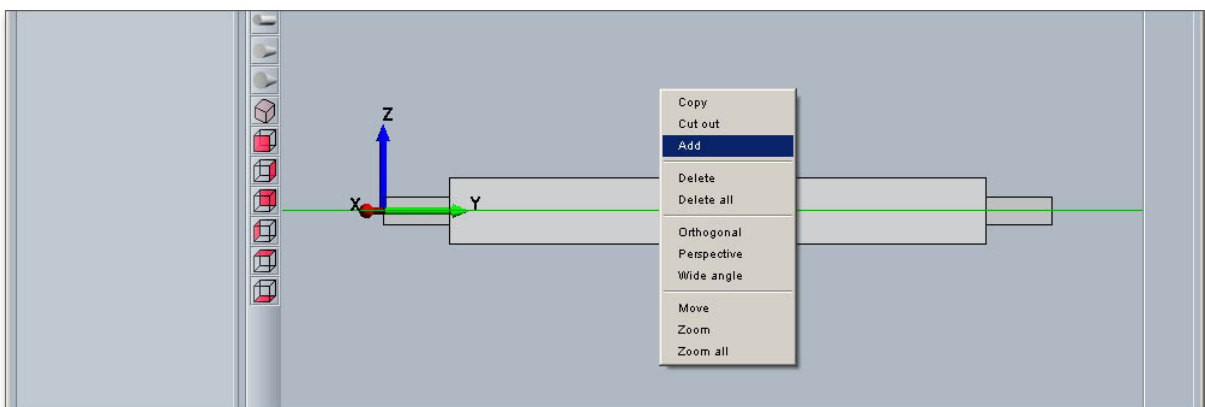 Z
X
Y
Copy
Cut out
Add
Delete
Delete all
Orthogonal
Perspective
Wide angle
Move
Zoom
Zoom all